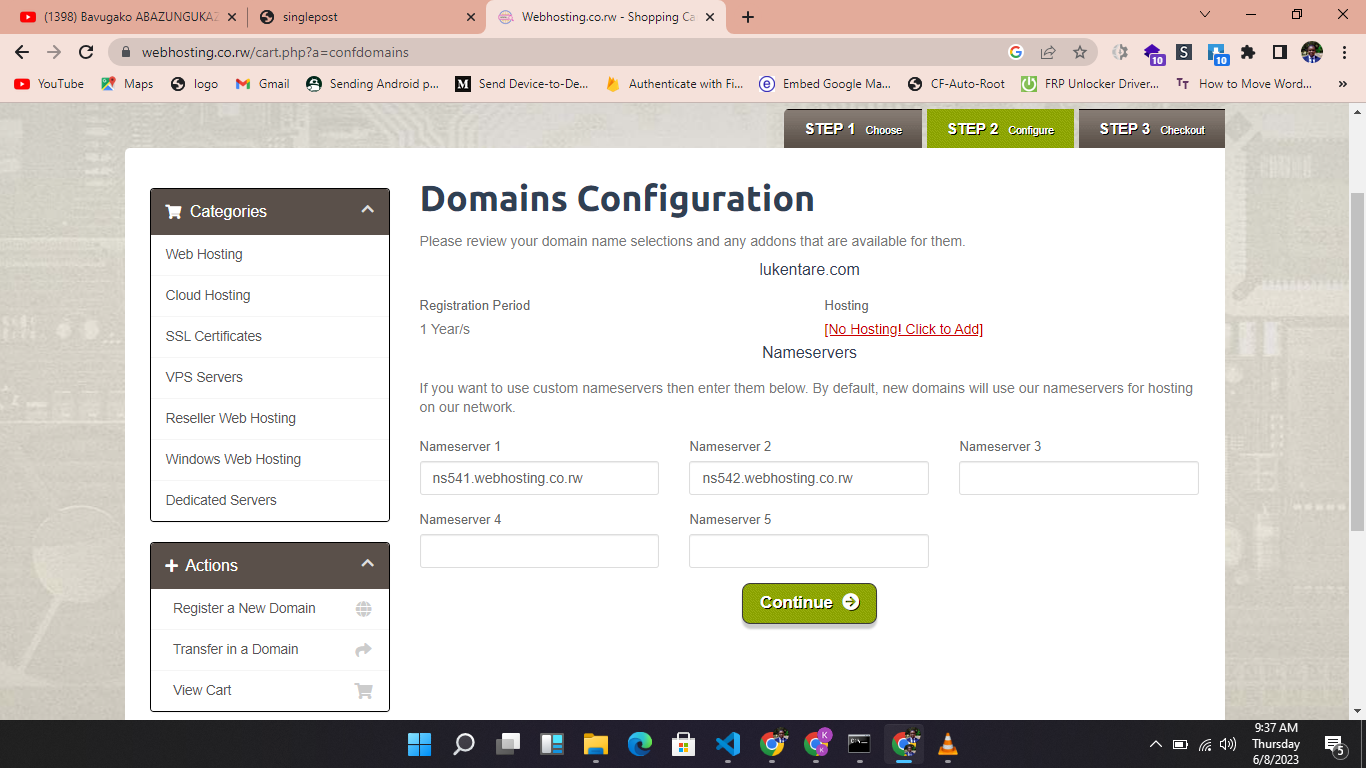 (1398) Bavugako ABAZUNGUKAZ
singlepost
Webhosting.co.rw - Shopping Ca
webhosting.co.rw/cart.php?a=confdomains
YouTube
Maps
logo
Gmail
Sending Android p...
Send Device-to-De...
Authenticate with Fi...
Embed Google Ma...
CF-Auto-Root
FRP Unlocker Driver...
How to Move Word...
STEP 1 Choose
STEP 2 Configure
STEP 3 Checkout
Categories
Web Hosting
Cloud Hosting
SSL Certificates
VPS Servers
Reseller Web Hosting
Windows Web Hosting
Dedicated Servers
Actions
Register a New Domain
Transfer in a Domain
View Cart
Domains Configuration
Please review your domain name selections and any addons that are available for them.
lukentare.com
Registration Period
1 Year/s
Hosting
[No Hosting! Click to Add]
Nameservers
If you want to use custom nameservers then enter them below. By default, new domains will use our nameservers for hosting
on our network.
Nameserver 1
ns541.webhosting.co.rw
Nameserver 2
ns542.webhosting.co.rw
Nameserver 3
Nameserver 4
Nameserver 5
Continue
10
S
10
K
9:37 AM
Thursday
6/8/2023
5